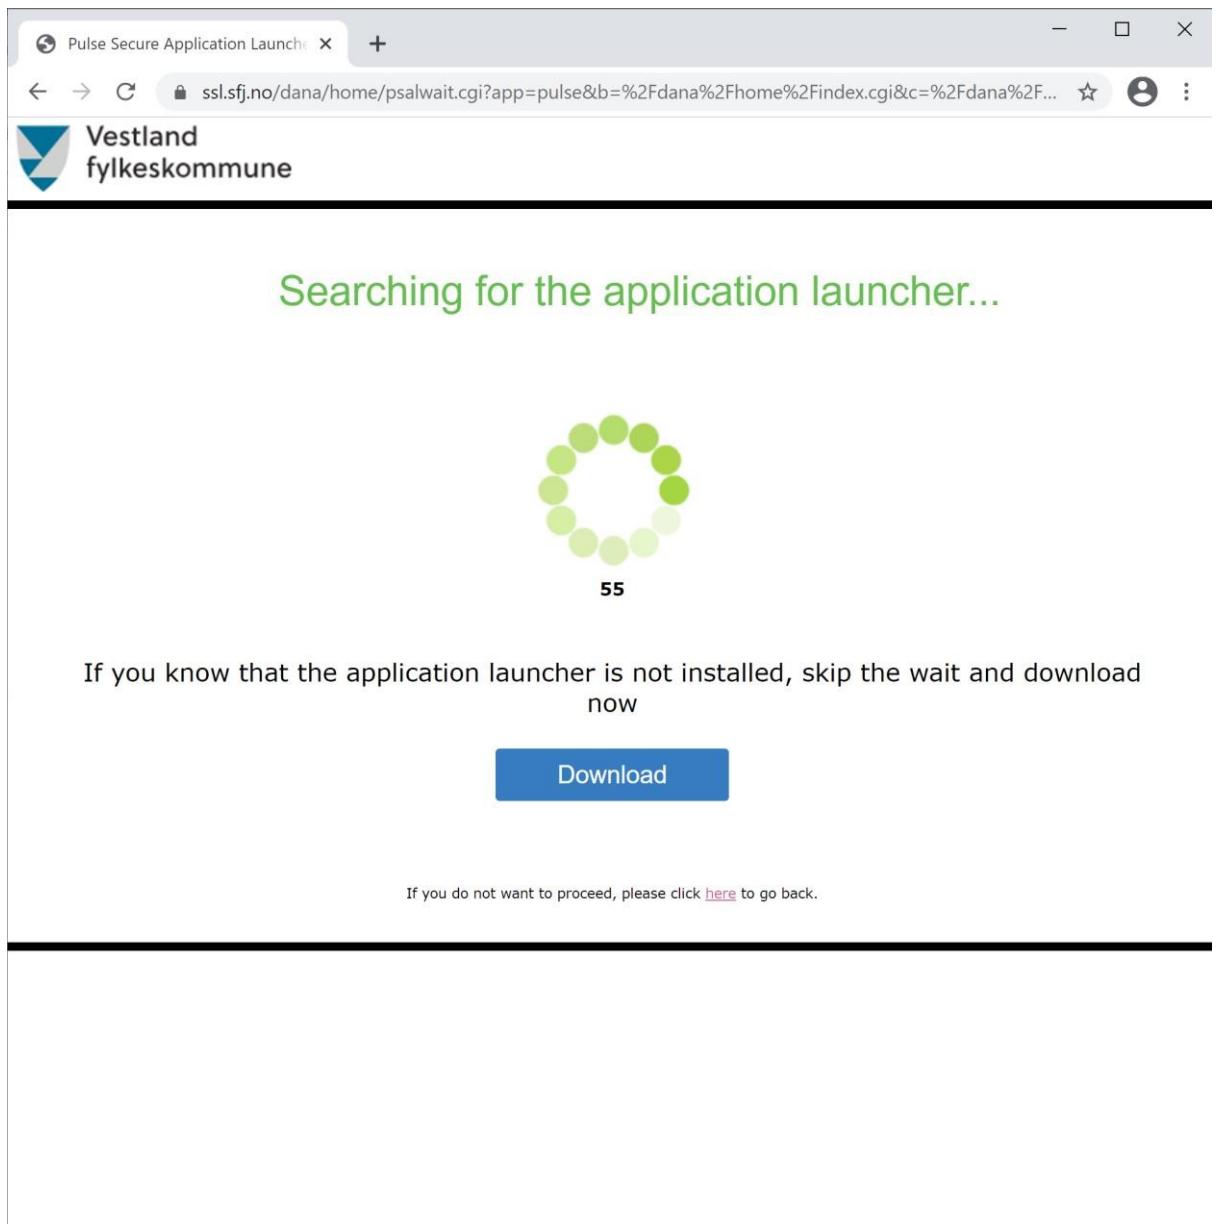 Pulse Secure Application Launch
ssl.sfj.no/dana/home/psalwait.cgi?app=pulse&b=%2Fdana%2Fhome%2Findex.cgi&c=%2Fdana%2F...
Vestland
fylkeskommune
Searching for the application launcher...
55
If you know that the application launcher is not installed, skip the wait and download
now
Download
If you do not want to proceed, please click here to go back.